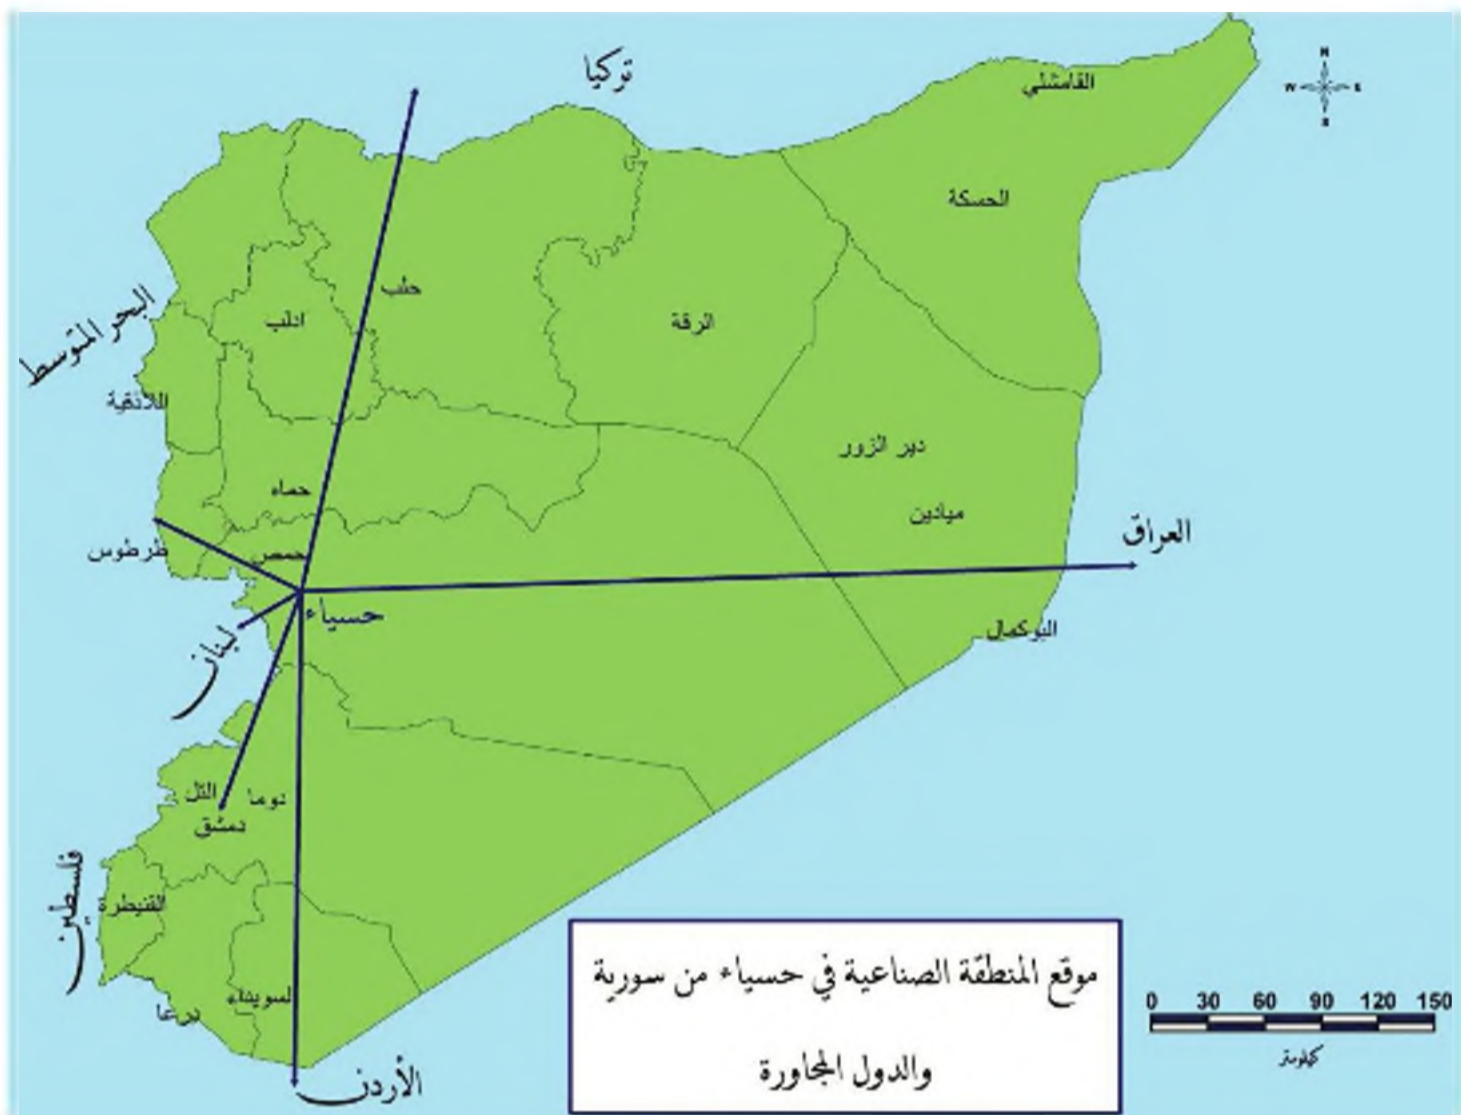 توكيا
القامشلي
N
W E
S
الحسكة
حلب
البحر المتوسط
ادلب
الرقة
اللاذقية
دير الزور
حماه
ميادين
العراق
طرطوس
حمص
حسياء
البوكمال
لبنان
التل
دوما
دمشق
فلسطين
القنيطرة
السويداء
درعا
الأردن
موقع المنطقة الصناعية في حسياء من سورية
والدول المجاورة
0 30 60 90 120 150
كيلومتر